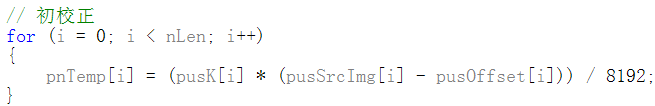 // 初校正
for (i = 0; i < nLen; i++)
{
    pnTemp[i] = (pusK[i] * (pusSrcImg[i] - pusOffset[i])) / 8192;
}